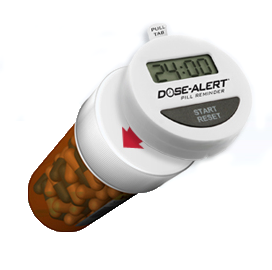 PULL
TAB
24:00
DOSE-ALERT
PILL REMINDER
START
RESET